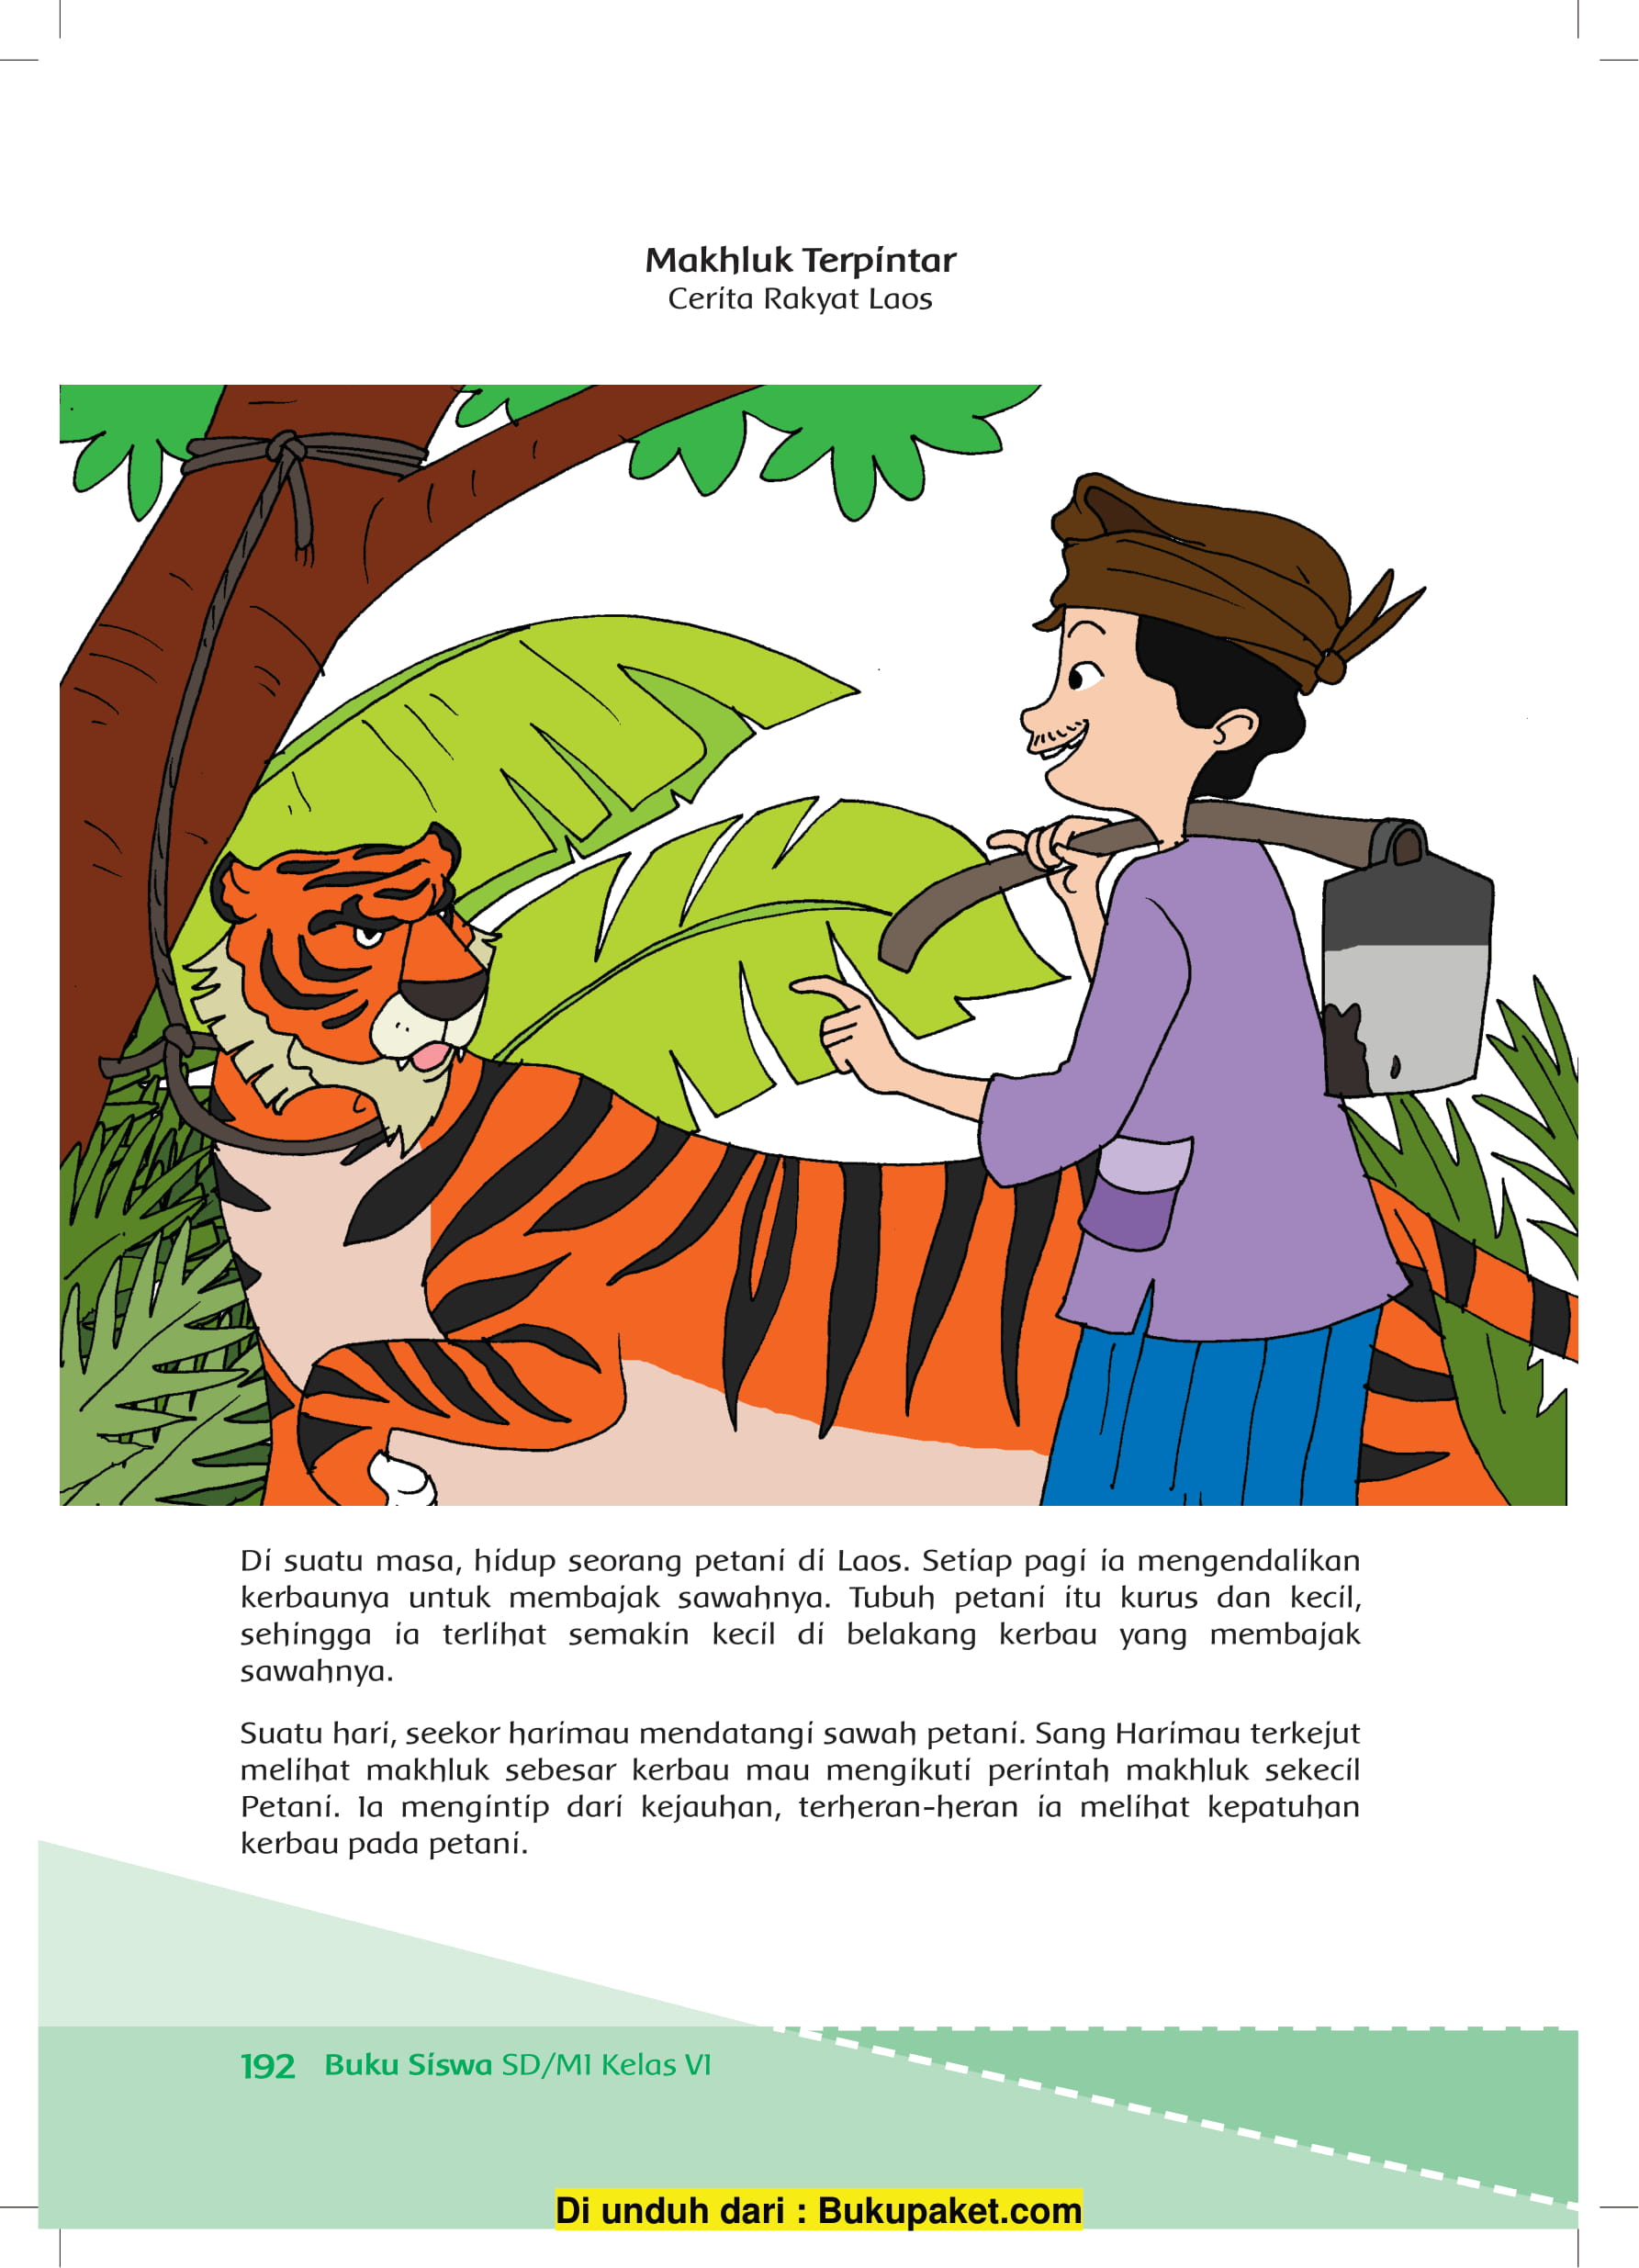 Makhluk Terpintar
Cerita Rakyat Laos
Di suatu masa, hidup seorang petani di Laos. Setiap pagi ia mengendalikan
kerbaunya untuk membajak sawahnya. Tubuh petani itu kurus dan kecil,
sehingga ia terlihat semakin kecil di belakang kerbau yang membajak
sawahnya.
Suatu hari, seekor harimau mendatangi sawah petani. Sang Harimau terkejut
melihat makhluk sebesar kerbau mau mengikuti perintah makhluk sekecil
Petani. Ia mengintip dari kejauhan, terheran-heran ia melihat kepatuhan
kerbau pada petani.
192 Buku Siswa SD/MI Kelas VI
Di unduh dari : Bukupaket.com